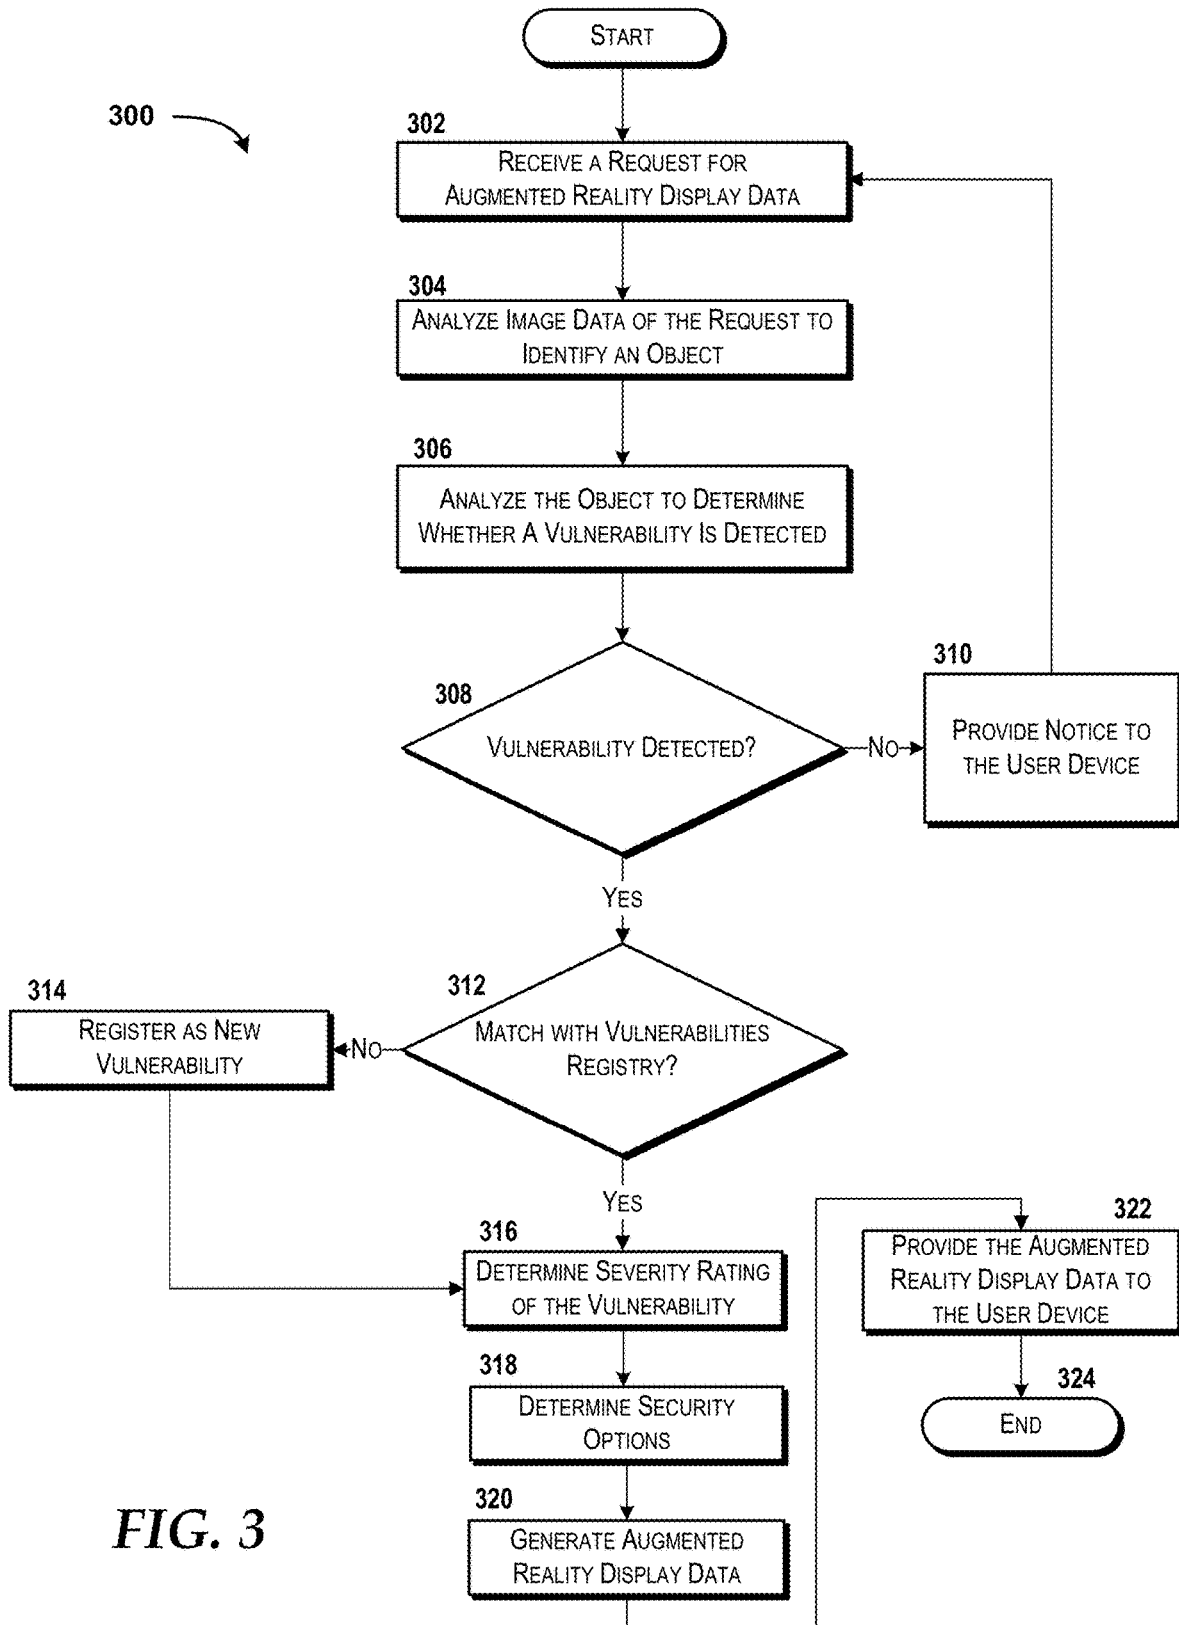 START
300
302
RECEIVE A REQUEST FOR
AUGMENTED REALITY DISPLAY DATA
304
ANALYZE IMAGE DATA OF THE REQUEST TO
IDENTIFY AN OBJECT
306
ANALYZE THE OBJECT TO DETERMINE
WHETHER A VULNERABILITY IS DETECTED
308
VULNERABILITY DETECTED?
NO
310
PROVIDE NOTICE TO
THE USER DEVICE
YES
312
MATCH WITH VULNERABILITIES
REGISTRY?
NO
314
REGISTER AS NEW
VULNERABILITY
YES
316
DETERMINE SEVERITY RATING
OF THE VULNERABILITY
318
DETERMINE SECURITY
OPTIONS
320
GENERATE AUGMENTED
REALITY DISPLAY DATA
322
PROVIDE THE AUGMENTED
REALITY DISPLAY DATA TO
THE USER DEVICE
324
END
FIG. 3